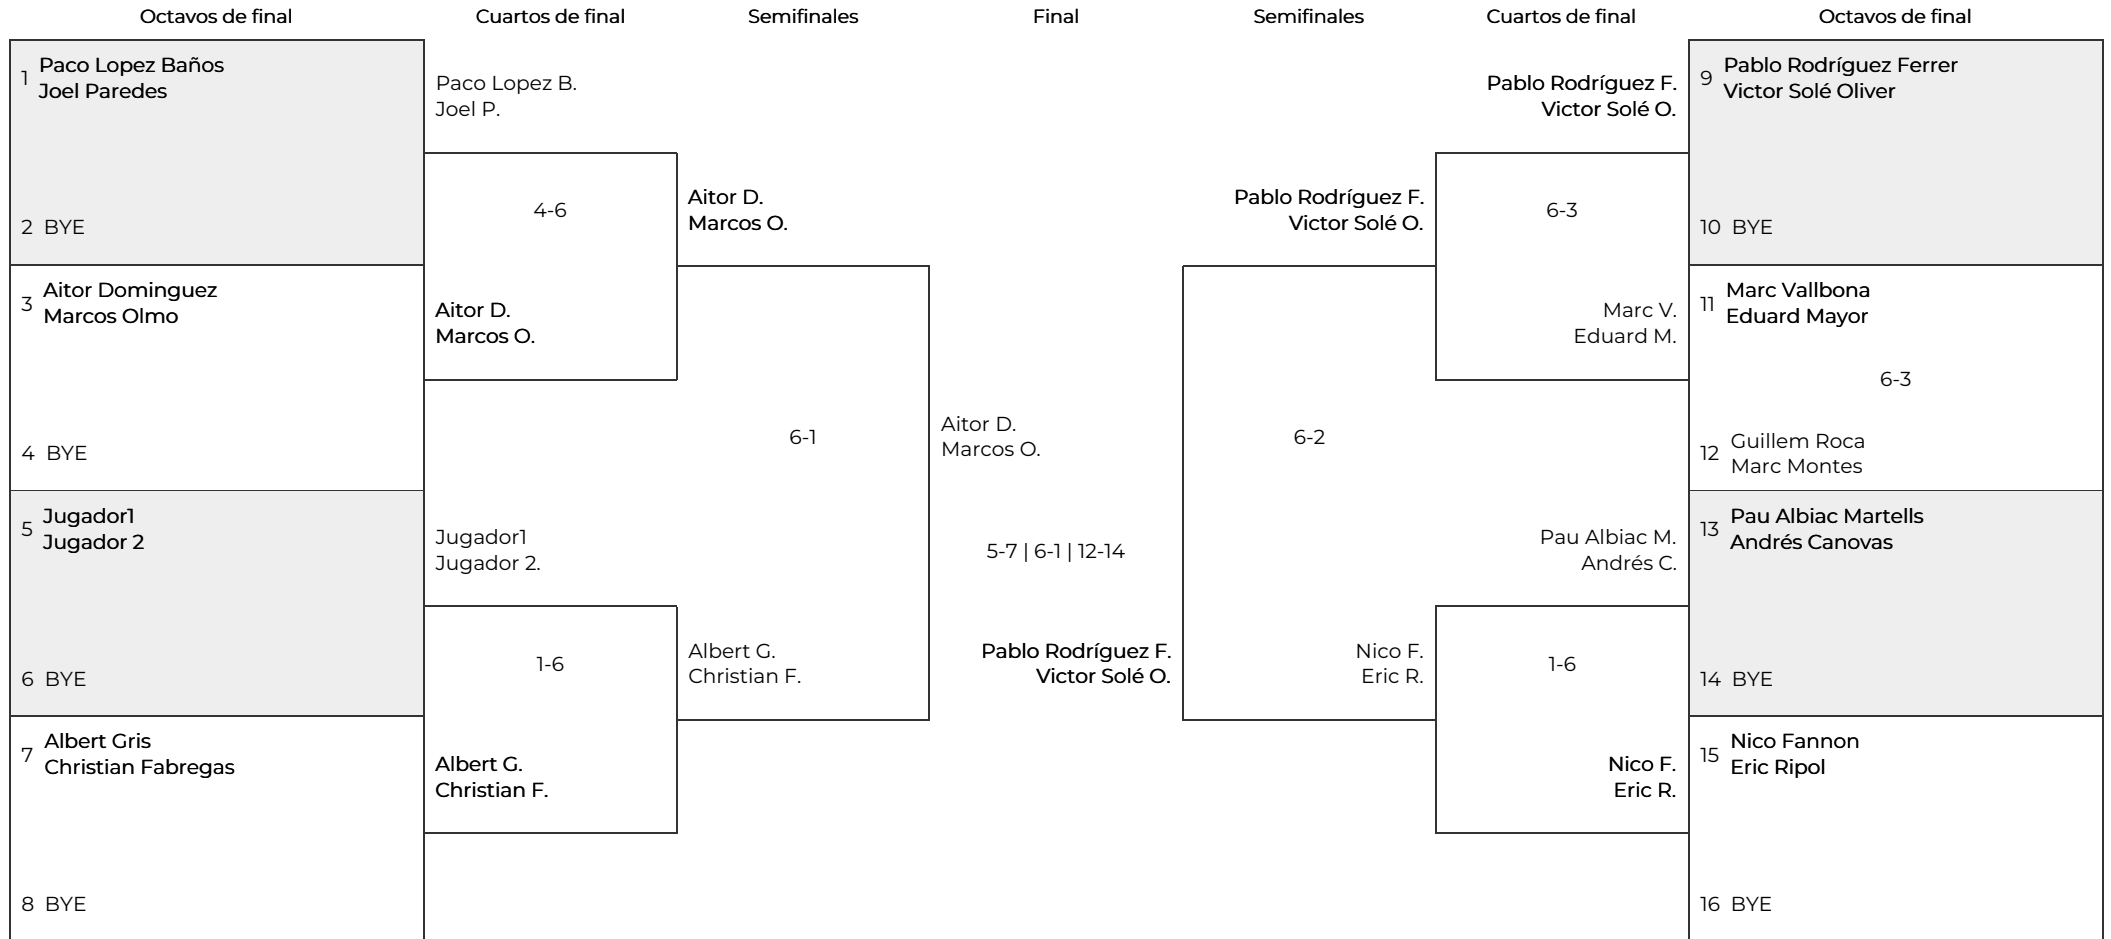 Octavos de final
Cuartos de final
Semifinales
Final
Semifinales
Cuartos de final
Octavos de final
1
Paco Lopez Baños
Joel Paredes
2 BYE
3
Aitor Dominguez
Marcos Olmo
4 BYE
5
Jugador1
Jugador 2
6 BYE
7
Albert Gris
Christian Fabregas
8 BYE
Paco Lopez B.
Joel P.
4-6
Aitor D.
Marcos O.
Jugador1
Jugador 2.
1-6
Albert G.
Christian F.
Aitor D.
Marcos O.
6-1
Albert G.
Christian F.
Aitor D.
Marcos O.
5-7 | 6-1 | 12-14
Pablo Rodríguez F.
Victor Solé O.
Pablo Rodríguez F.
Victor Solé O.
6-2
Nico F.
Eric R.
Pablo Rodríguez F.
Victor Solé O.
6-3
Marc V.
Eduard M.
Pau Albiac M.
Andrés C.
1-6
Nico F.
Eric R.
9
Pablo Rodríguez Ferrer
Victor Solé Oliver
10 BYE
11
Marc Vallbona
Eduard Mayor
6-3
12
Guillem Roca
Marc Montes
13
Pau Albiac Martells
Andrés Canovas
14 BYE
15
Nico Fannon
Eric Ripol
16 BYE